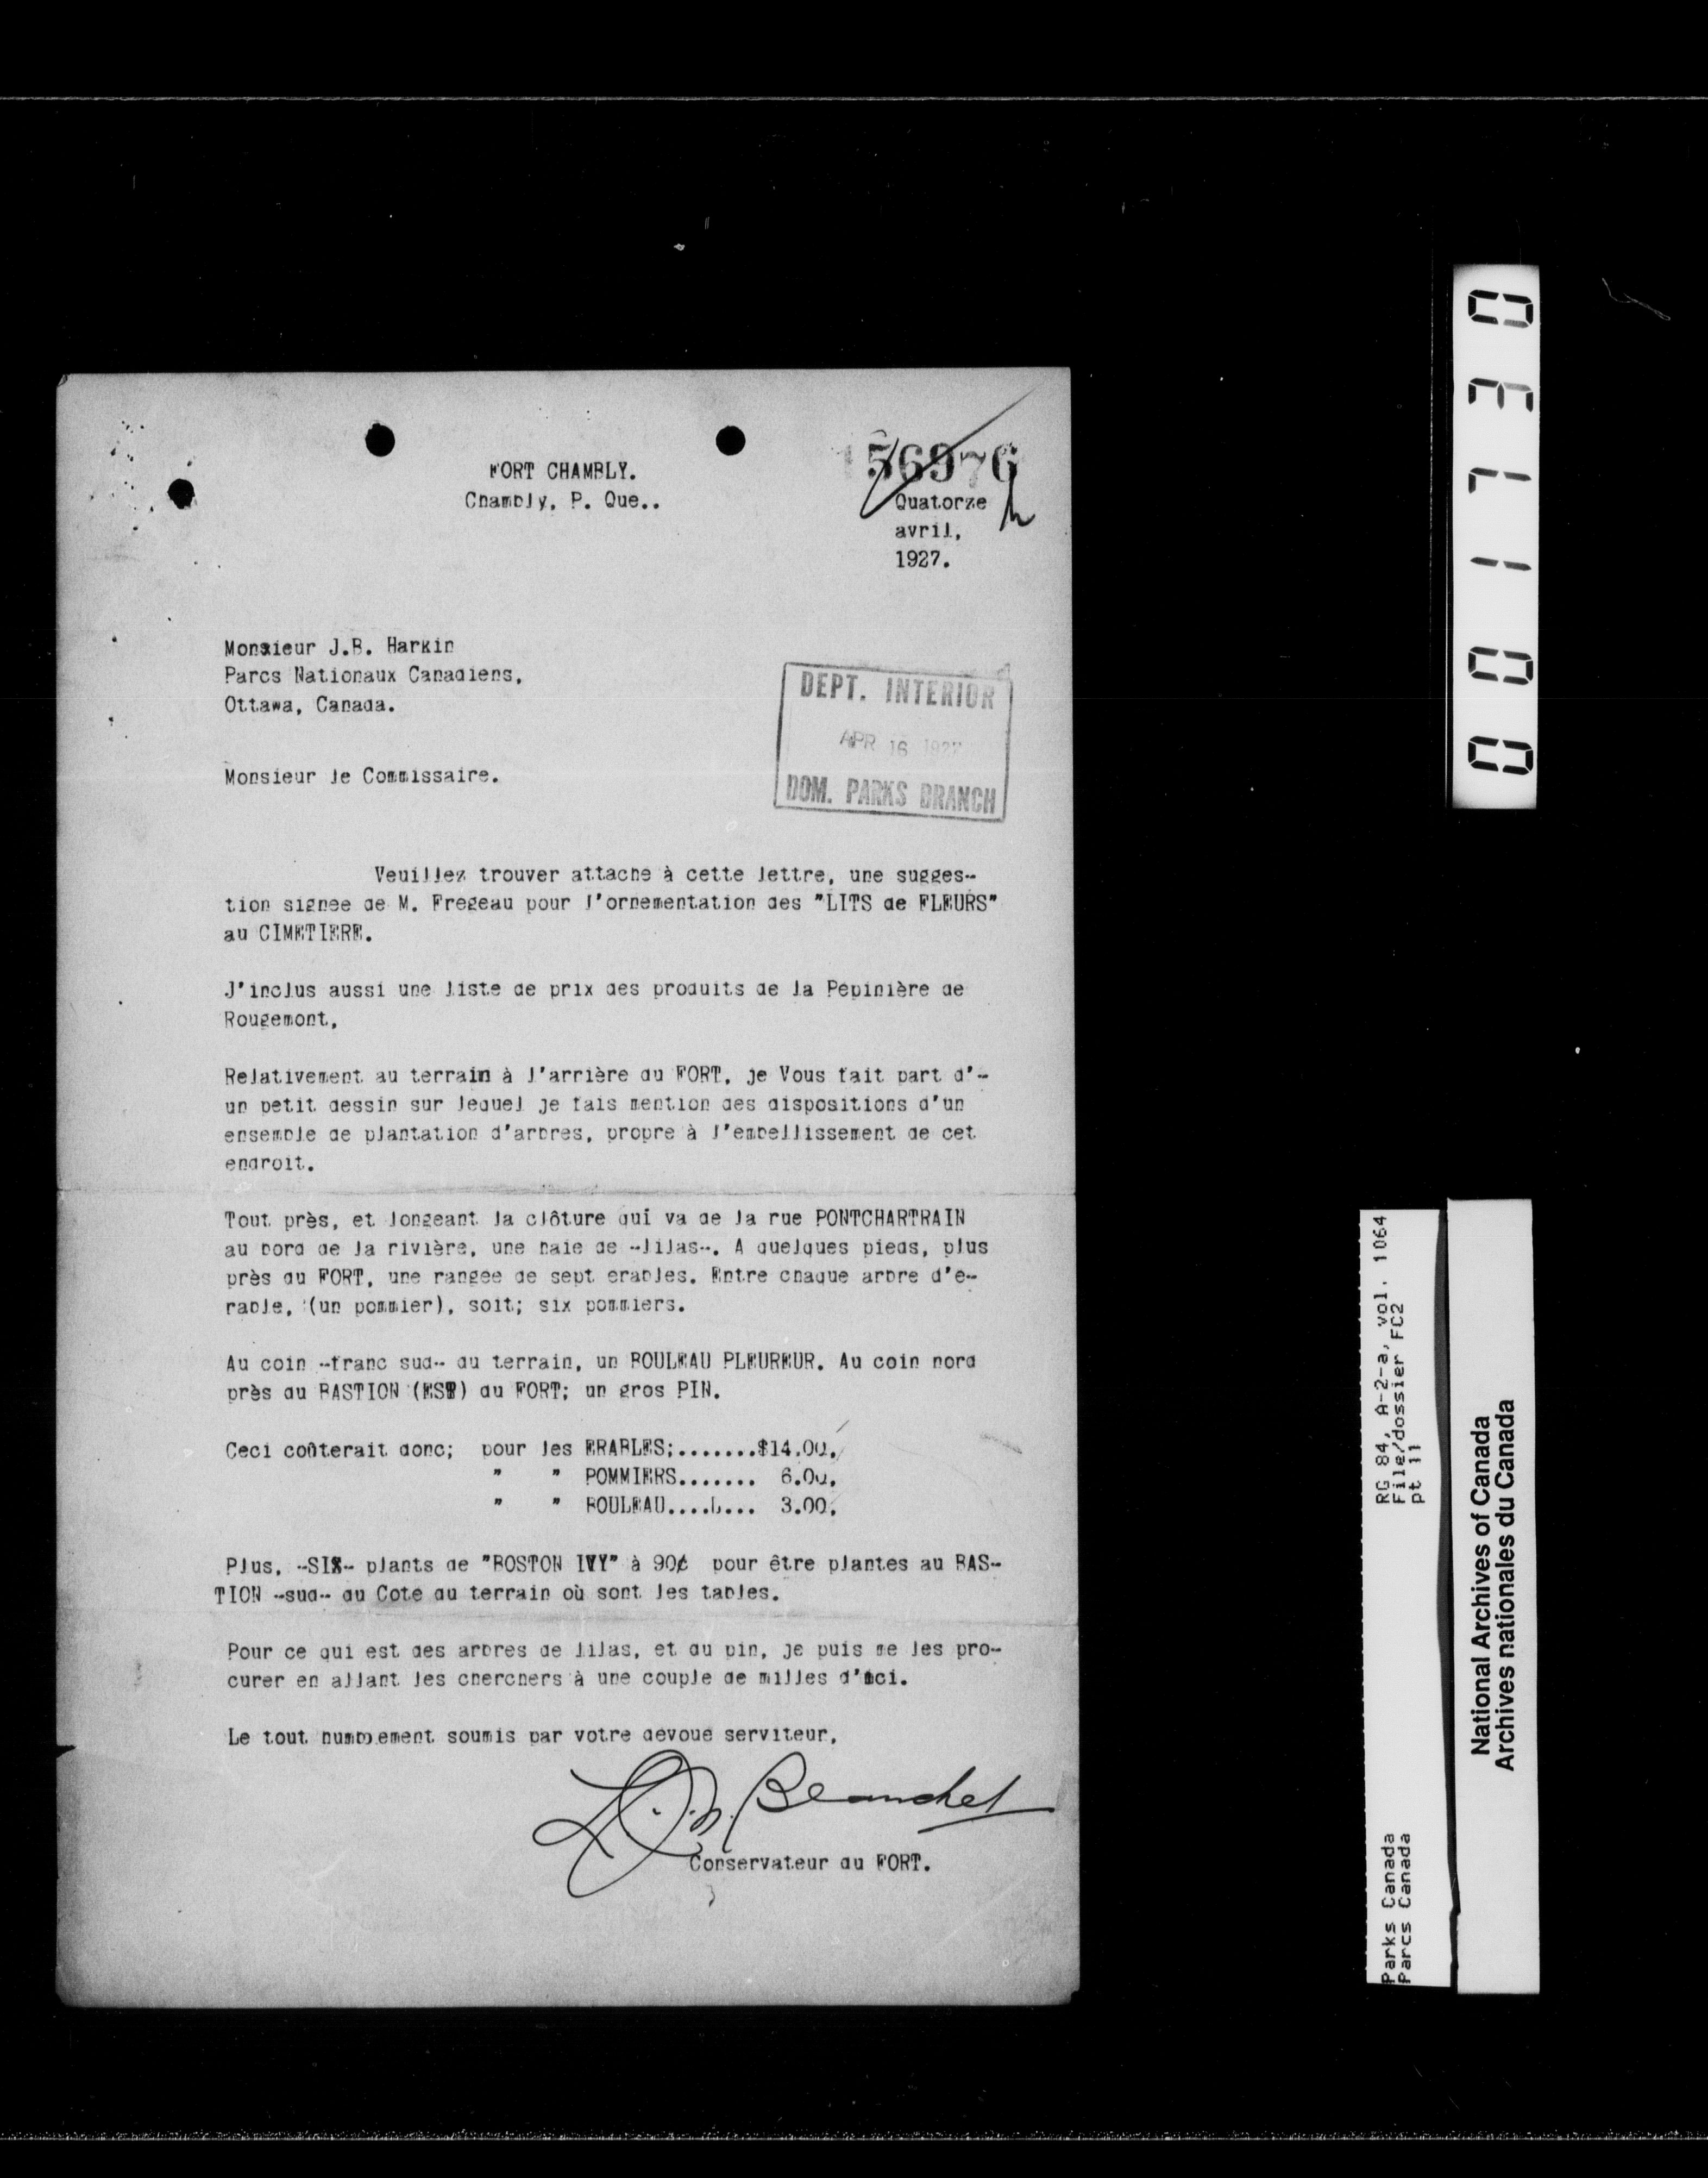 FORT CHAMBLY.
Chambly, P. Que..
56976
Quatorze
avril,
1927.
Monsieur J.B. Harkin
Parcs Nationaux Canadiens,
Ottawa, Canada.
DEPT. INTERIOR
APR 16 1927
DOM. PARKS BRANCH
Monsieur le Commissaire.
Veuillez trouver attache à cette lettre, une sugges-
tion signee de M. Fregeau pour l'ornementation des "LITS de FLEURS"
au CIMETIERE.
J'inclus aussi une liste de prix des produits de la Pepinière de
Rougemont,
Relativement au terrain à l'arrière du FORT, je Vous fait part d'-
un petit dessin sur lequel je fais mention des dispositions d'un
ensemble de plantation d'arbres, propre à l'embellissement de cet
endroit.
Tout près, et longeant la clôture qui va de la rue PONTCHARTRAIN
au bord de la rivière, une haie de -lilas-. A quelques pieds, plus
près du FORT, une rangee de sept erables. Entre chaque arbre d'e-
rable, (un pommier), soit; six pommiers.
Au coin -franc sud- du terrain, un BOULEAU PLEUREUR. Au coin nord
près du BASTION (EST) du FORT; un gros PIN.
Ceci coûterait donc; pour les ERABLES;.......$14.00,
" " POMMIERS....... 6.00,
" " BOULEAU....L... 3.00,
Plus, -SIX- plants de "BOSTON IVY" à 90¢ pour être plantes au BAS-
TION -sud- du Cote du terrain où sont les tables.
Pour ce qui est des arbres de lilas, et du pin, je puis me les pro-
curer en allant les cherchers à une couple de milles d'ici.
Le tout humblement soumis par votre devoue serviteur,
Blanchet
Conservateur du FORT.
001730
RG 84, A-2-a, vol. 1064
File/dossier FC2
pt 11
Parks Canada
Parcs Canada
National Archives of Canada
Archives nationales du Canada